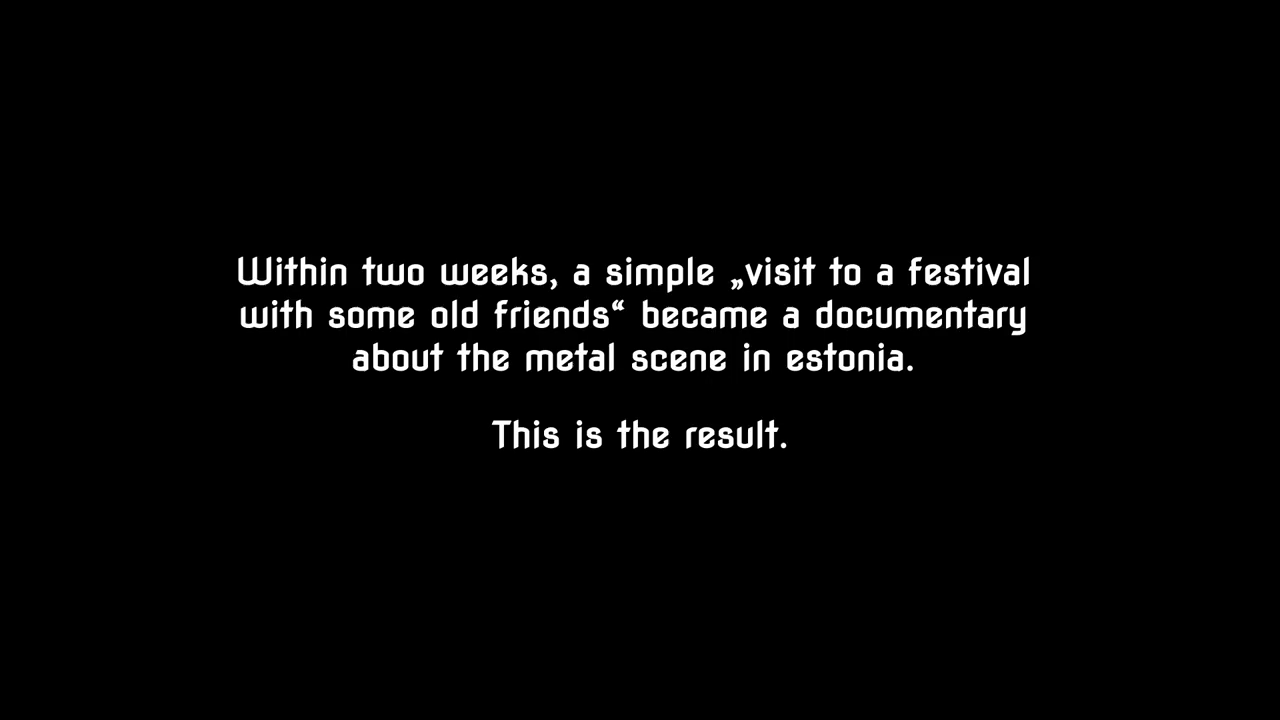 Within two weeks, a simple „visit to a festival
with some old friends“ became a documentary
about the metal scene in estonia.
This is the result.